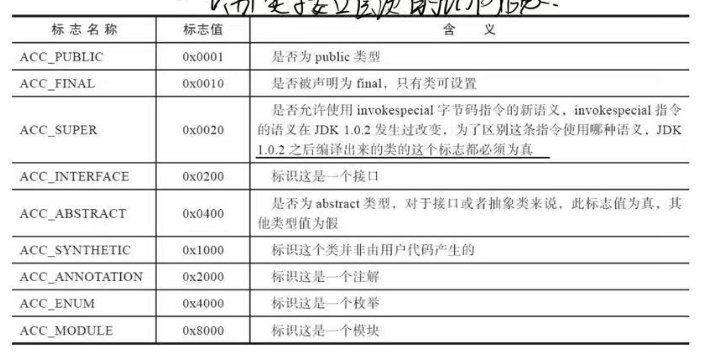 标志名称 标志值 含 义
ACC_PUBLIC 0x0001 是否为 public 类型
ACC_FINAL 0x0010 是否被声明为 final，只有类可设置
是否允许使用 invokespecial 字节码指令的新语义，invokespecial 指令
ACC_SUPER 0x0020 的语义在 JDK 1.0.2 发生过改变，为了区别这条指令使用哪种语义，JDK
1.0.2 之后编译出来的类的这个标志都必须为真
ACC_INTERFACE 0x0200 标识这是一个接口
ACC_ABSTRACT 0x0400 是否为 abstract 类型，对于接口或者抽象类来说，此标志值为真，其
他类型值为假
ACC_SYNTHETIC 0x1000 标识这个类并非由用户代码产生的
ACC_ANNOTATION 0x2000 标识这是一个注解
ACC_ENUM 0x4000 标识这是一个枚举
ACC_MODULE 0x8000 标识这是一个模块